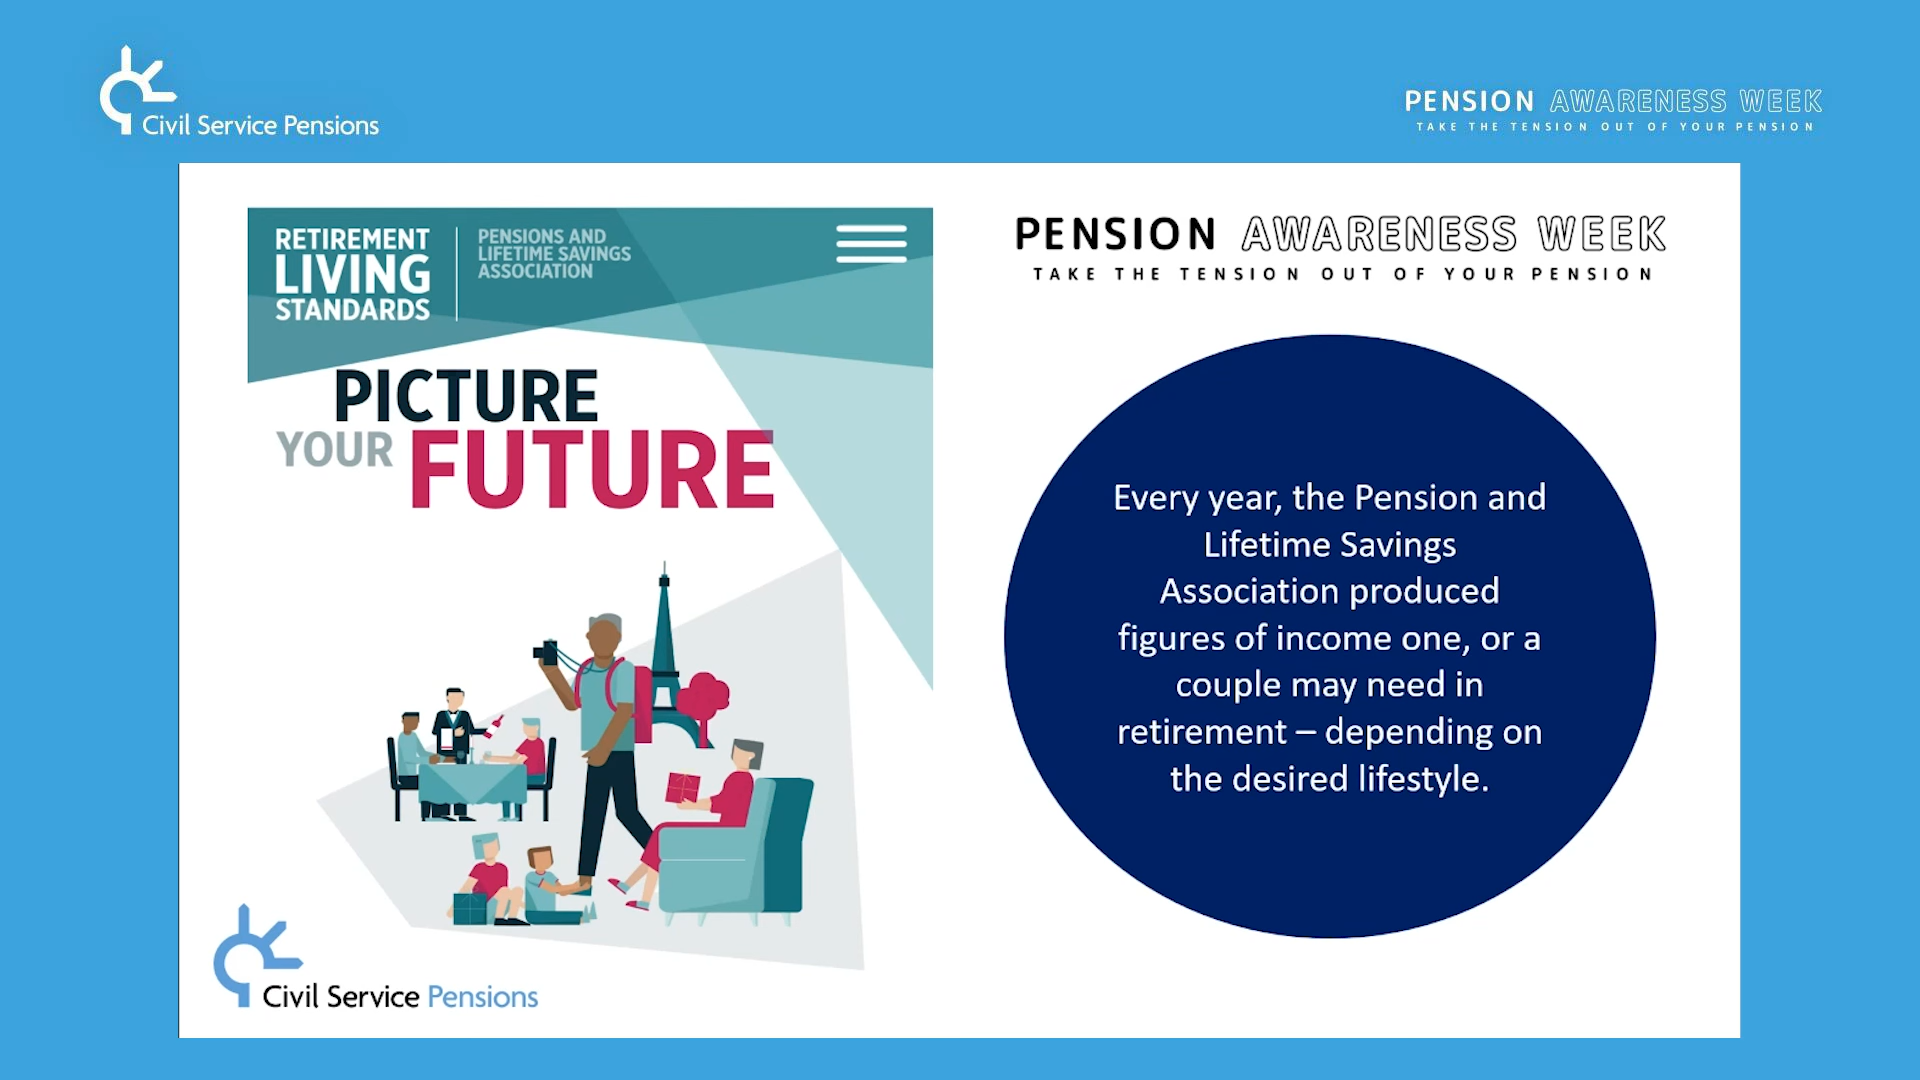 Civil Service Pensions
PENSION AWARENESS WEEK
TAKE THE TENSION OUT OF YOUR PENSION
RETIREMENT
LIVING
STANDARDS
PENSIONS AND
LIFETIME SAVINGS
ASSOCIATION
PICTURE
YOUR FUTURE
Civil Service Pensions
PENSION AWARENESS WEEK
TAKE THE TENSION OUT OF YOUR PENSION
Every year, the Pension and
Lifetime Savings
Association produced
figures of income one, or a
couple may need in
retirement – depending on
the desired lifestyle.